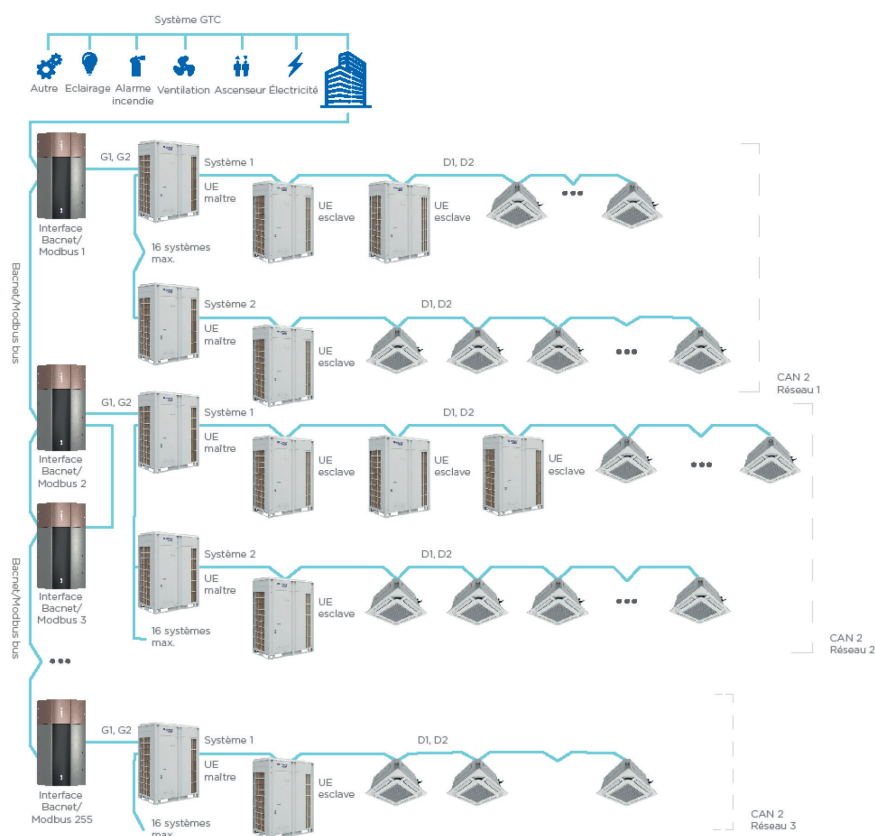 Système GTC
Autre
Eclairage
Alarme
incendie
Ventilation
Ascenseur
Électricité
G1, G2
Système 1
D1, D2
UE
maître
UE
esclave
UE
esclave
Interface
Bacnet/
Modbus 1
16 systèmes
max.
Bacnet/Modbus bus
Système 2
D1, D2
UE
maître
UE
esclave
CAN 2
Réseau 1
G1, G2
Système 1
D1, D2
UE
maître
UE
esclave
UE
esclave
UE
esclave
Interface
Bacnet/
Modbus 2
Système 2
D1, D2
UE
maître
UE
esclave
Interface
Bacnet/
Modbus 3
16 systèmes
max.
Bacnet/Modbus bus
CAN 2
Réseau 2
G1, G2
Système 1
D1, D2
UE
maître
UE
esclave
Interface
Bacnet/
Modbus 255
16 systèmes
max.
CAN 2
Réseau 3